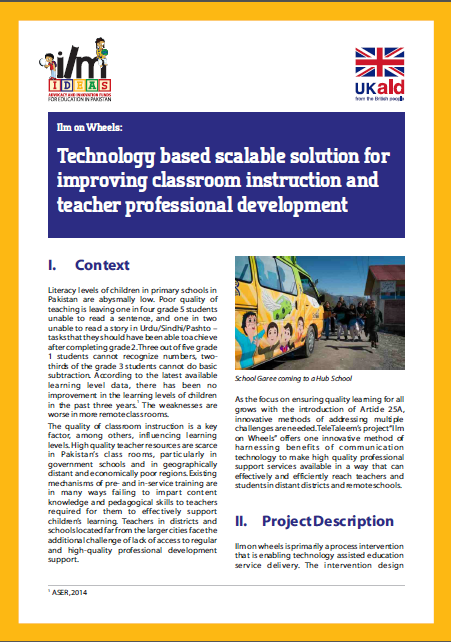 ilm
IDEAS
ADVOCACY AND INNOVATION FUNDS
FOR EDUCATION IN PAKISTAN
UKaid
from the British people
Ilm on Wheels:
Technology based scalable solution for
improving classroom instruction and
teacher professional development
I. Context
Literacy levels of children in primary schools in
Pakistan are abysmally low. Poor quality of
teaching is leaving one in four grade 5 students
unable to read a sentence, and one in two
unable to read a story in Urdu/Sindhi/Pashto –
tasks that they should have been able to achieve
after completing grade 2. Three out of five grade
1 students cannot recognize numbers, two-
thirds of the grade 3 students cannot do basic
subtraction. According to the latest available
learning level data, there has been no
improvement in the learning levels of children
in the past three years.¹ The weaknesses are
worse in more remote classrooms.
The quality of classroom instruction is a key
factor, among others, influencing learning
levels. High quality teacher resources are scarce
in Pakistan's class rooms, particularly in
government schools and in geographically
distant and economically poor regions. Existing
mechanisms of pre- and in-service training are
in many ways failing to impart content
knowledge and pedagogical skills to teachers
required for them to effectively support
children's learning. Teachers in districts and
schools located far from the larger cities face the
additional challenge of lack of access to regular
and high-quality professional development
support.
School Garee coming to a Hub School
As the focus on ensuring quality learning for all
grows with the introduction of Article 25A,
innovative methods of addressing multiple
challenges are needed. TeleTaleem's project "Ilm
on Wheels" offers one innovative method of
harnessing benefits of communication
technology to make high quality professional
support services available in a way that can
effectively and efficiently reach teachers and
students in distant districts and remote schools.
II. Project Description
Ilm on wheels is primarily a process intervention
that is enabling technology assisted education
service delivery. The intervention design
¹ ASER, 2014